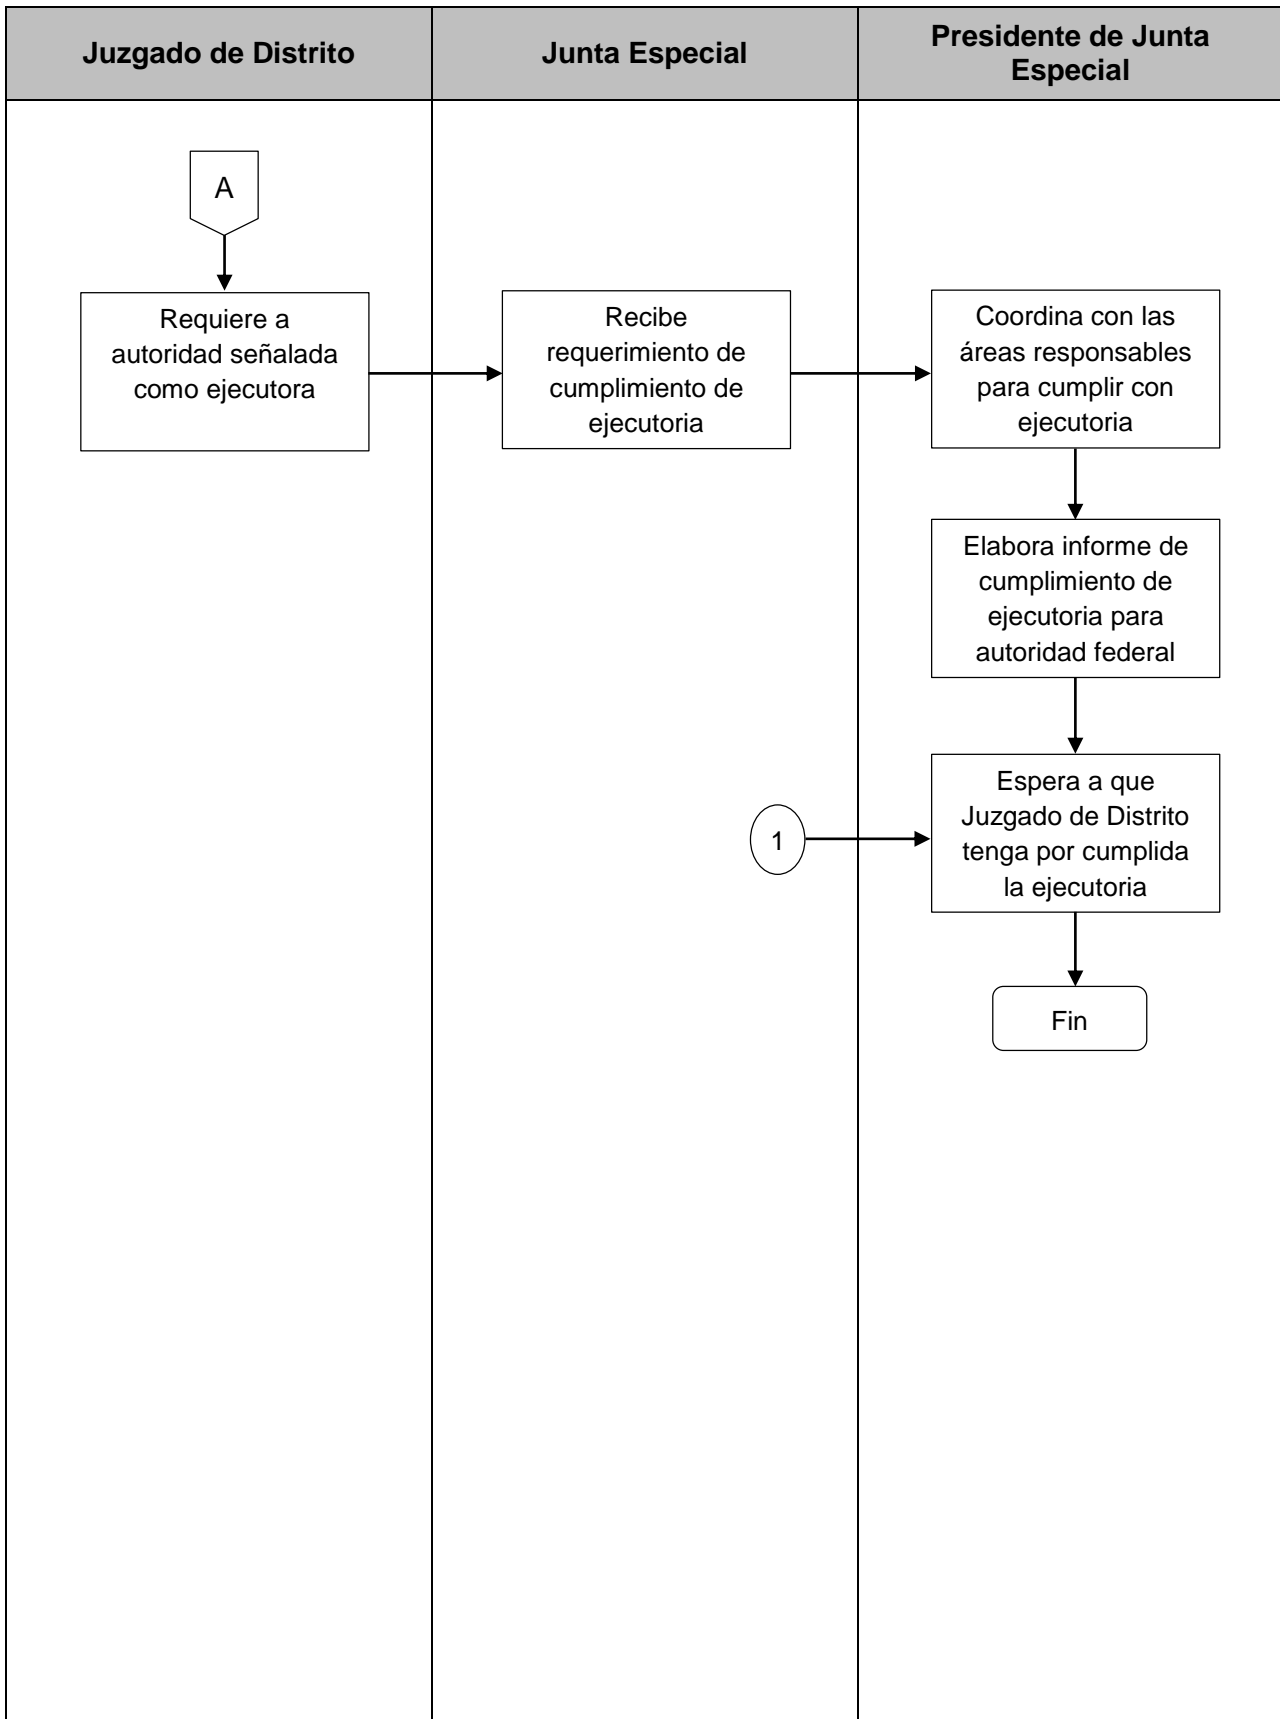 Juzgado de Distrito
Junta Especial
Presidente de Junta
Especial
A
Requiere a
autoridad señalada
como ejecutora
Recibe
requerimiento de
cumplimiento de
ejecutoria
Coordina con las
áreas responsables
para cumplir con
ejecutoria
Elabora informe de
cumplimiento de
ejecutoria para
autoridad federal
1
Espera a que
Juzgado de Distrito
tenga por cumplida
la ejecutoria
Fin